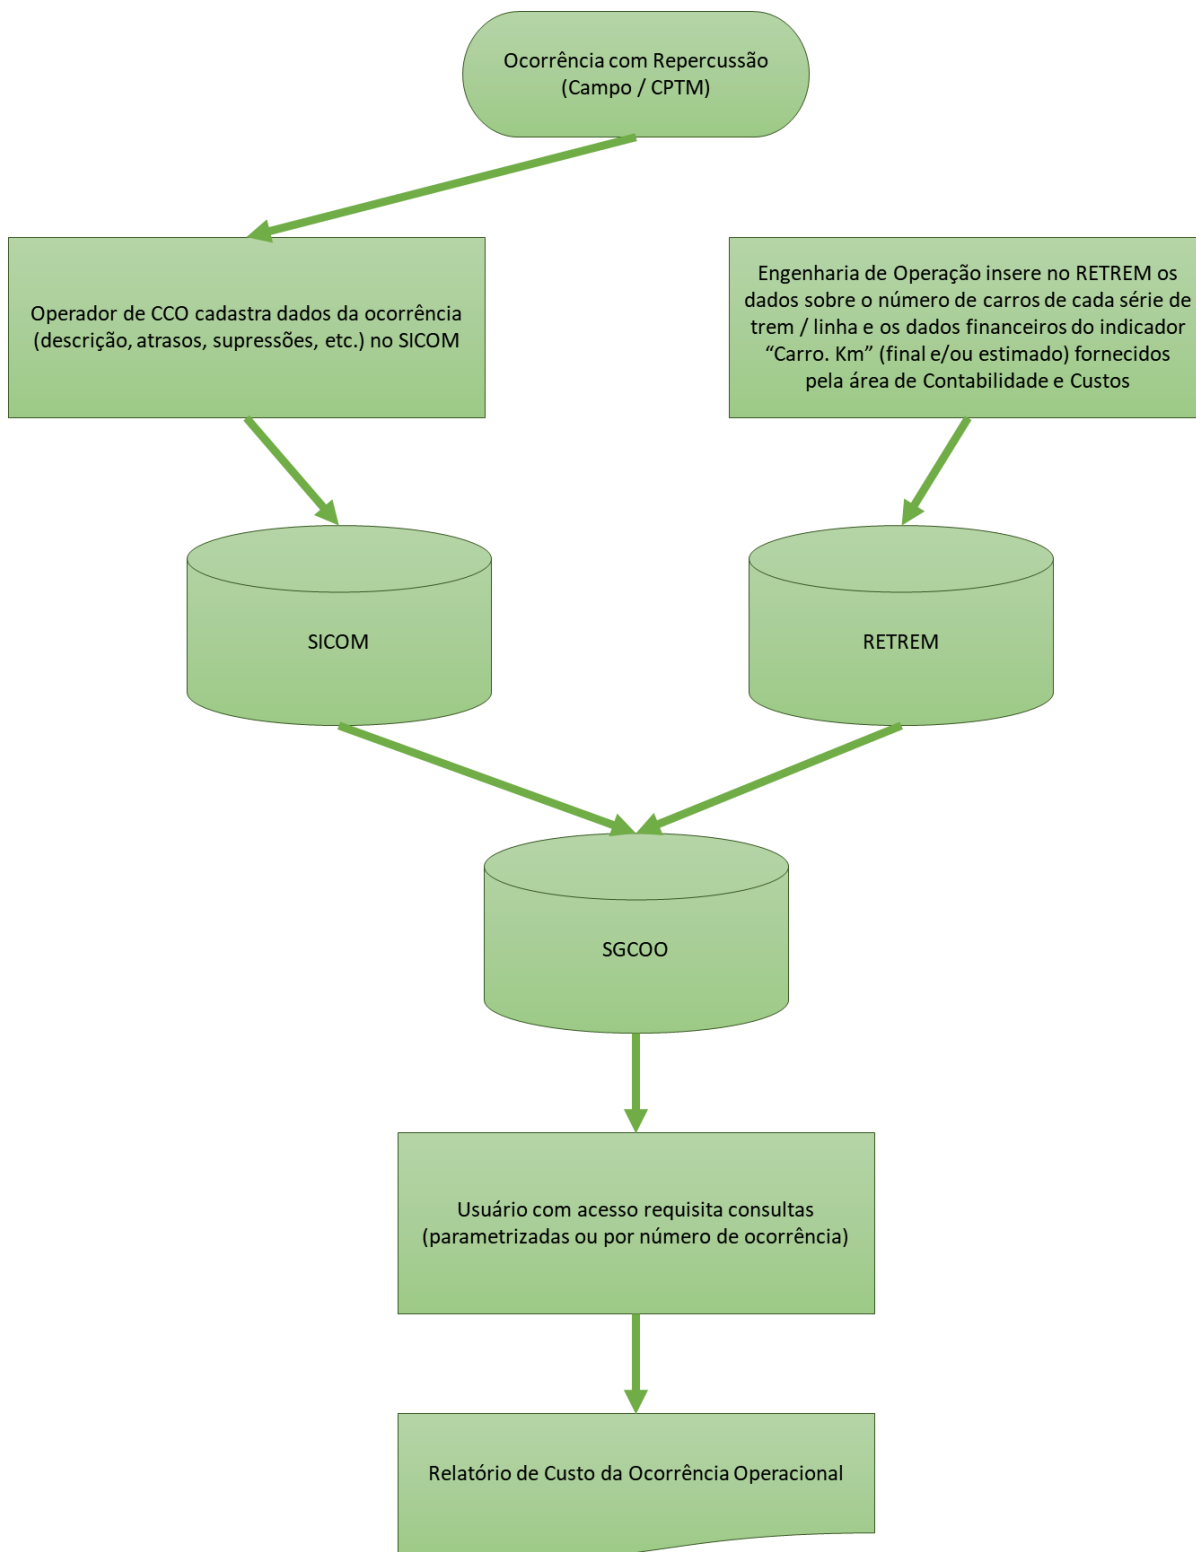 Ocorrência com Repercussão
(Campo / CPTM)
Operador de CCO cadastra dados da ocorrência
(descrição, atrasos, supressões, etc.) no SICOM
Engenharia de Operação insere no RETREM os
dados sobre o número de carros de cada série de
trem / linha e os dados financeiros do indicador
“Carro. Km” (final e/ou estimado) fornecidos
pela área de Contabilidade e Custos
SICOM
RETREM
SGCOO
Usuário com acesso requisita consultas
(parametrizadas ou por número de ocorrência)
Relatório de Custo da Ocorrência Operacional